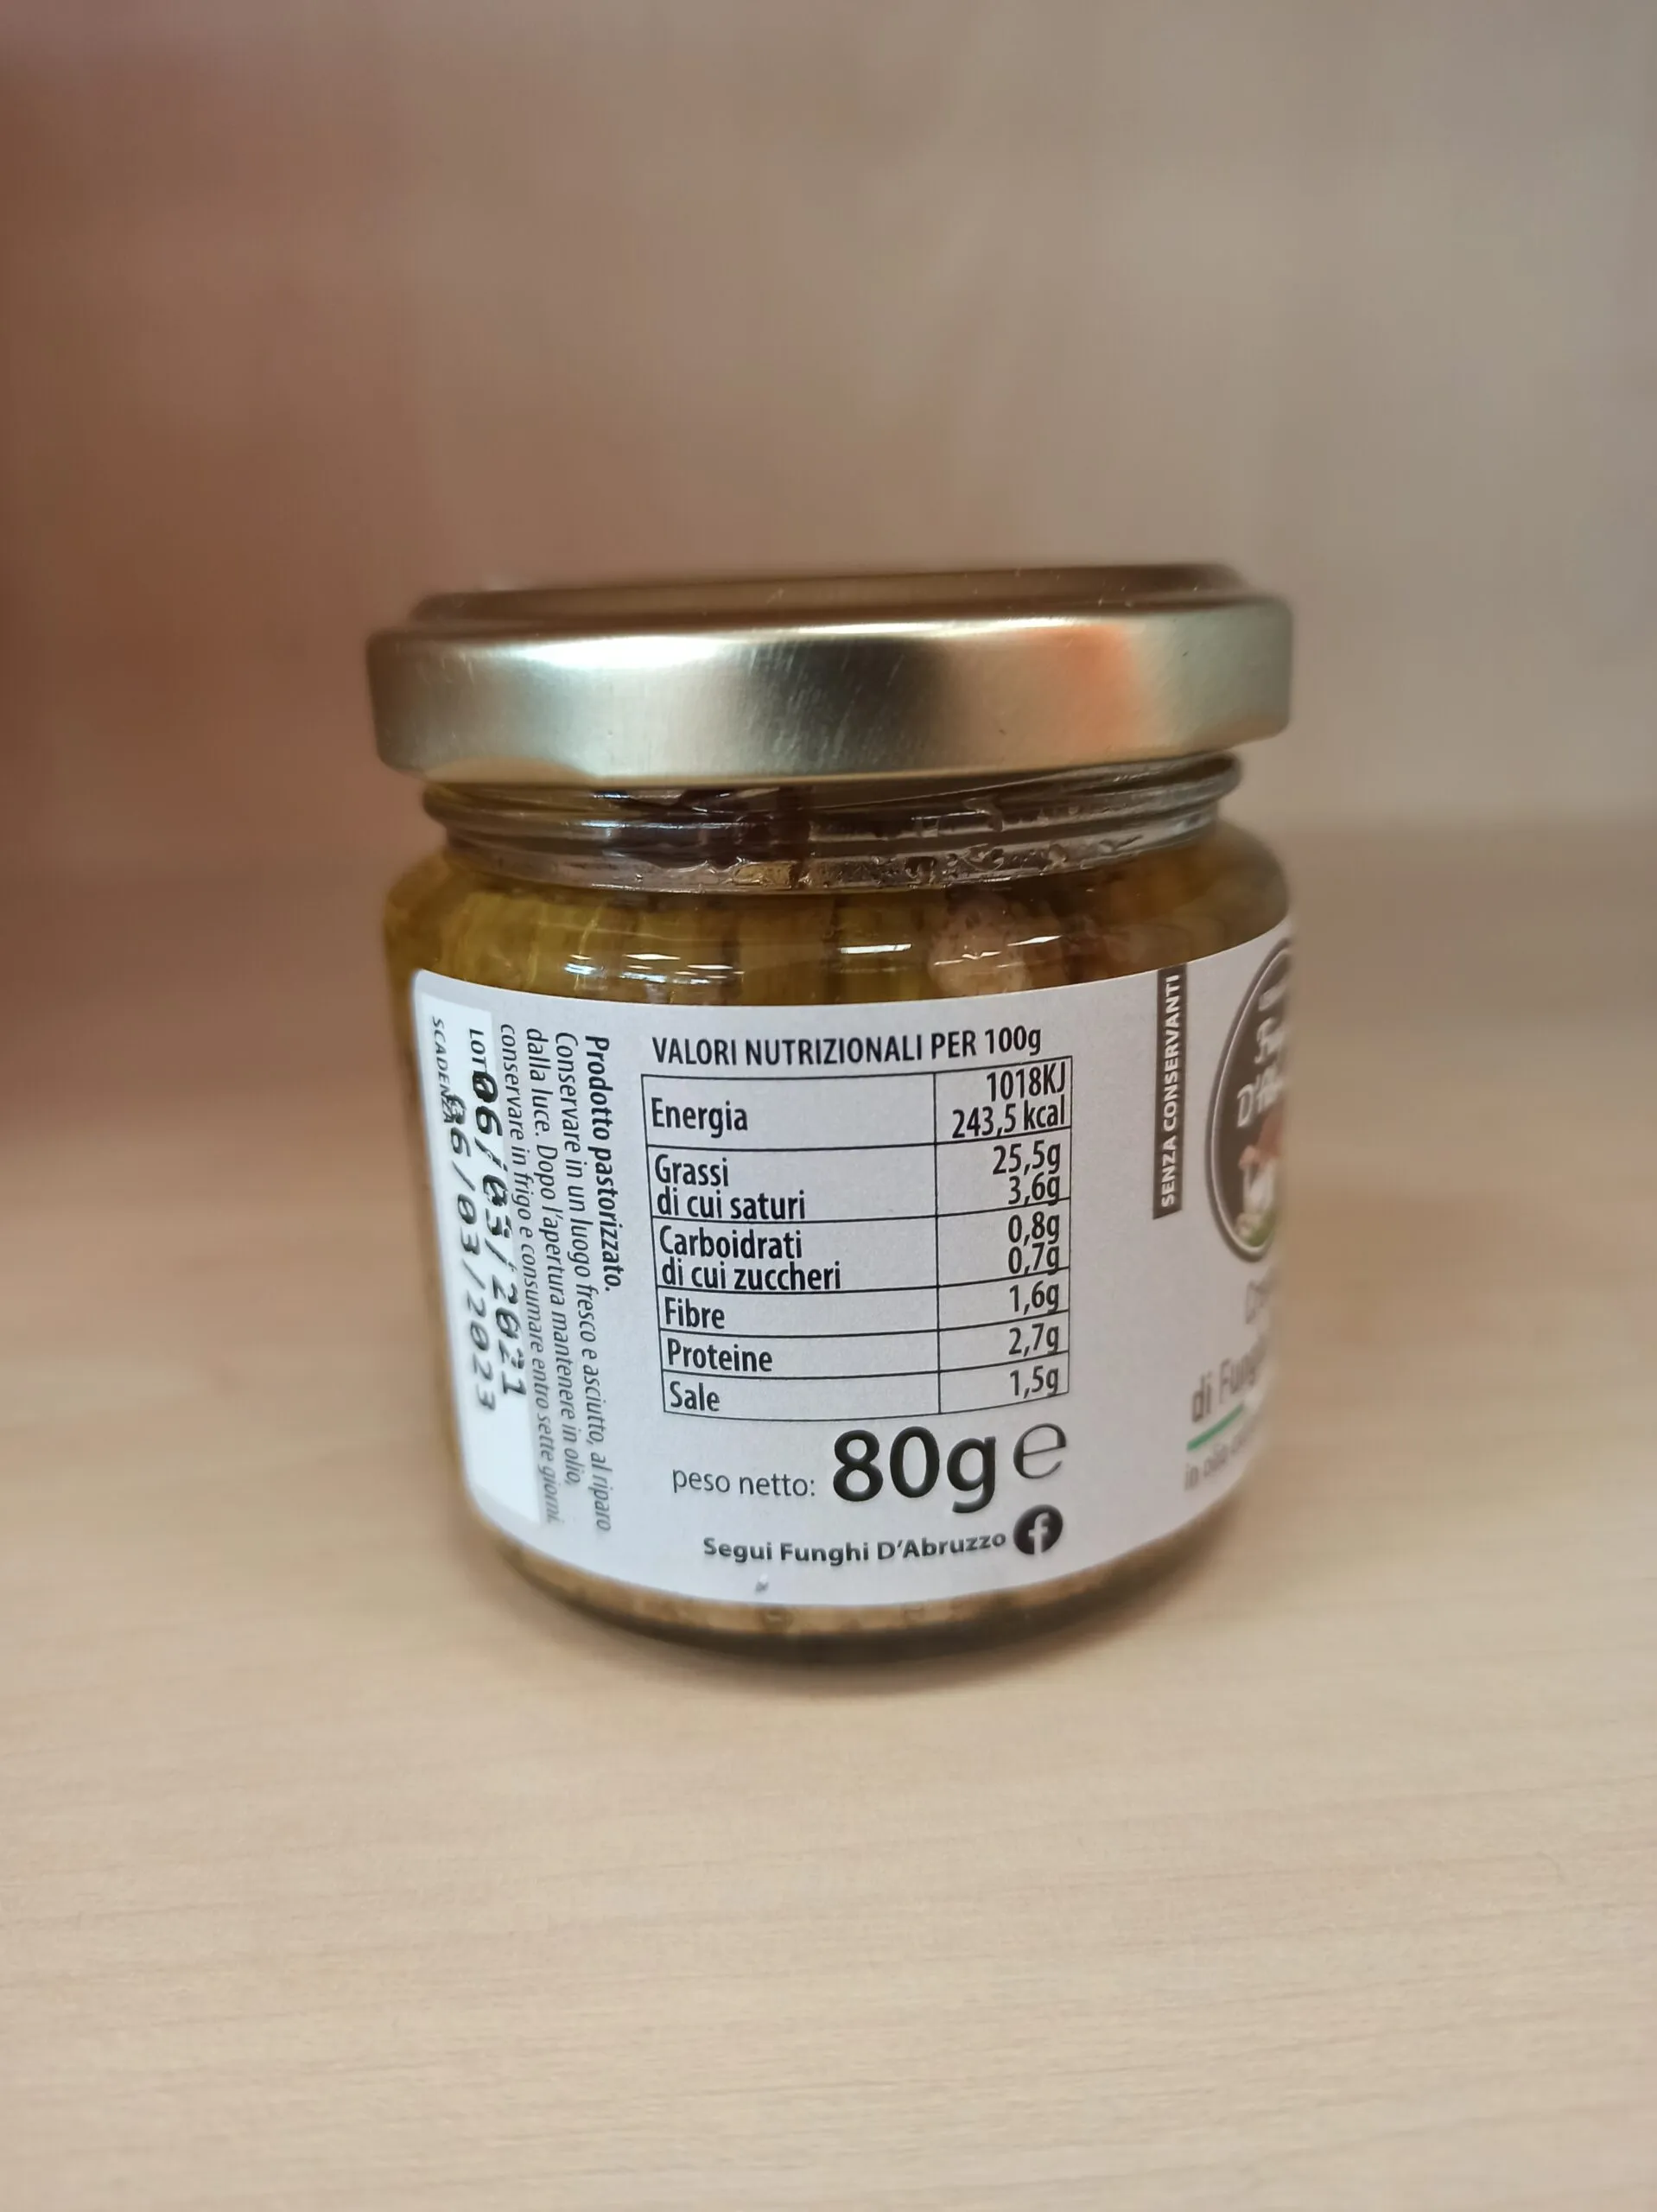 VALORI NUTRIZIONALI PER 100g
Energia 1018KJ
243,5 kcal
Grassi 25,5g
di cui saturi 3,6g
Carboidrati 0,8g
di cui zuccheri 0,7g
Fibre 1,6g
Proteine 2,7g
Sale 1,5g
peso netto: 80g e
Segui Funghi D'Abruzzo f
Prodotto pastorizzato.
Conservare in un luogo fresco e asciutto, al riparo
dalla luce. Dopo l'apertura mantenere in olio,
conservare in frigo e consumare entro sette giorni.
06/03/2021
SCADENZA 06/03/2023
SENZA CONSERVANTI
di
in olio